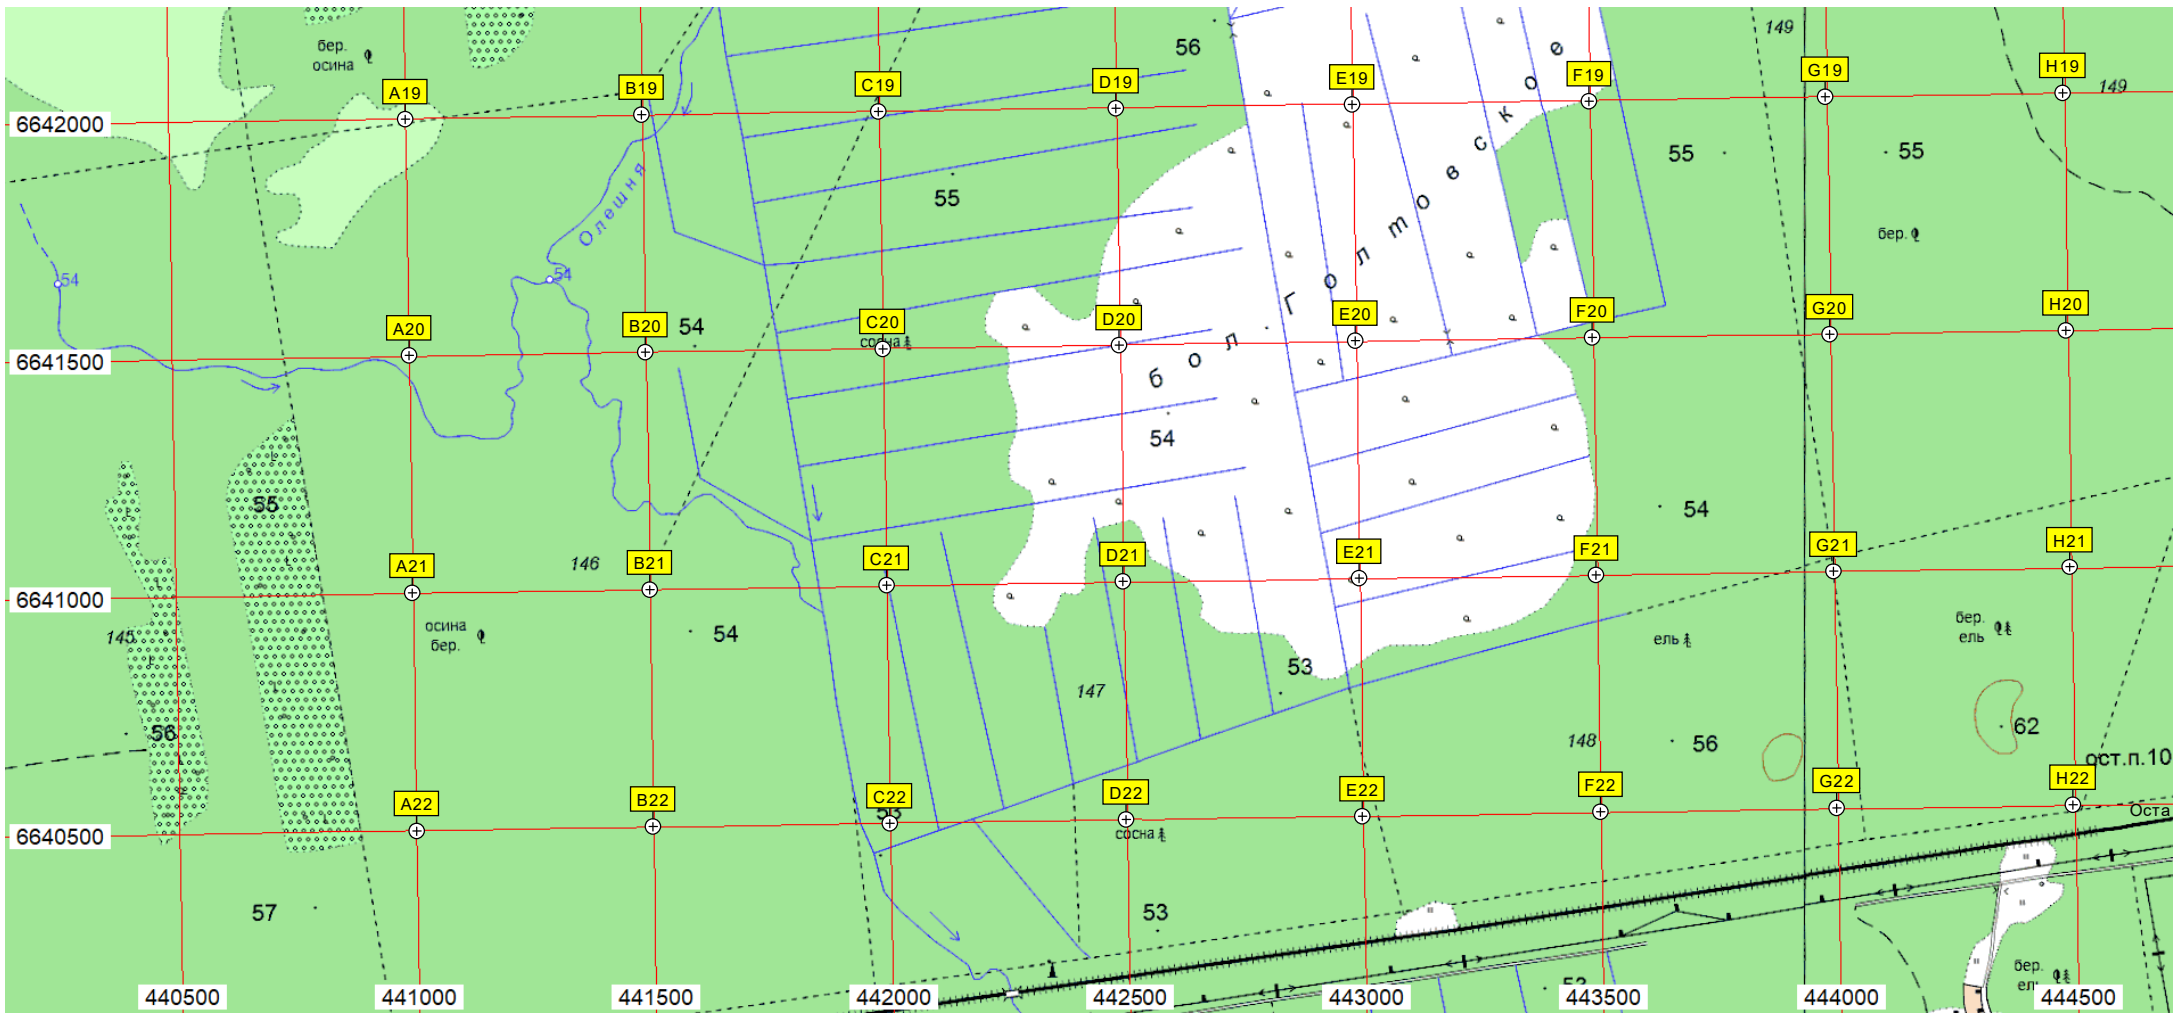 149
56
бер.
осина
A19
B19
C19
D19
E19
F19
G19
H19
149
6642000
Олешня
55
55
55
бер.
54
54
бол. Голтовское
A20
B20
54
C20
сосна
D20
E20
F20
G20
H20
6641500
54
55
54
A21
146
B21
C21
D21
E21
F21
G21
H21
6641000
145
осина
бер.
54
53
ель
бер.
ель
147
148
56
56
62
ост.п.10
A22
B22
C22
D22
E22
F22
G22
H22
Оста
6640500
53
сосна
57
53
бер.
440500
441000
441500
442000
442500
443000
443500
444000
444500